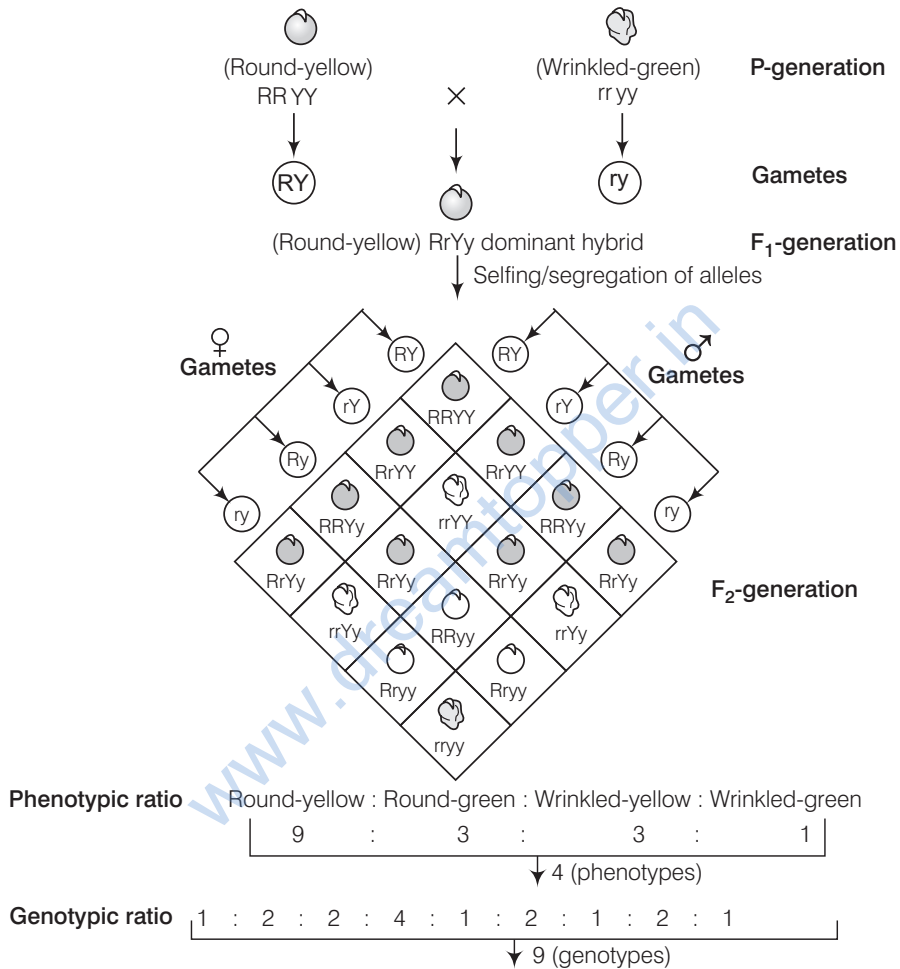 (Round-yellow)
RR YY
×
(Wrinkled-green)
rr yy
P-generation
RY
ry
Gametes
(Round-yellow) RrYy dominant hybrid
F₁-generation
Selfing/segregation of alleles
♀
Gametes
♂
Gametes
RY
RY
rY
rY
Ry
Ry
ry
ry
RRYY
RrYY
RrYY
RRYy
rrYY
RRYy
RrYy
RrYy
RrYy
RrYy
rrYy
RRyy
rrYy
Rryy
Rryy
rryy
F₂-generation
www.dreamtopper.in
Phenotypic ratio Round-yellow : Round-green : Wrinkled-yellow : Wrinkled-green
9 : 3 : 3 : 1
4 (phenotypes)
Genotypic ratio 1 : 2 : 2 : 4 : 1 : 2 : 1 : 2 : 1
9 (genotypes)